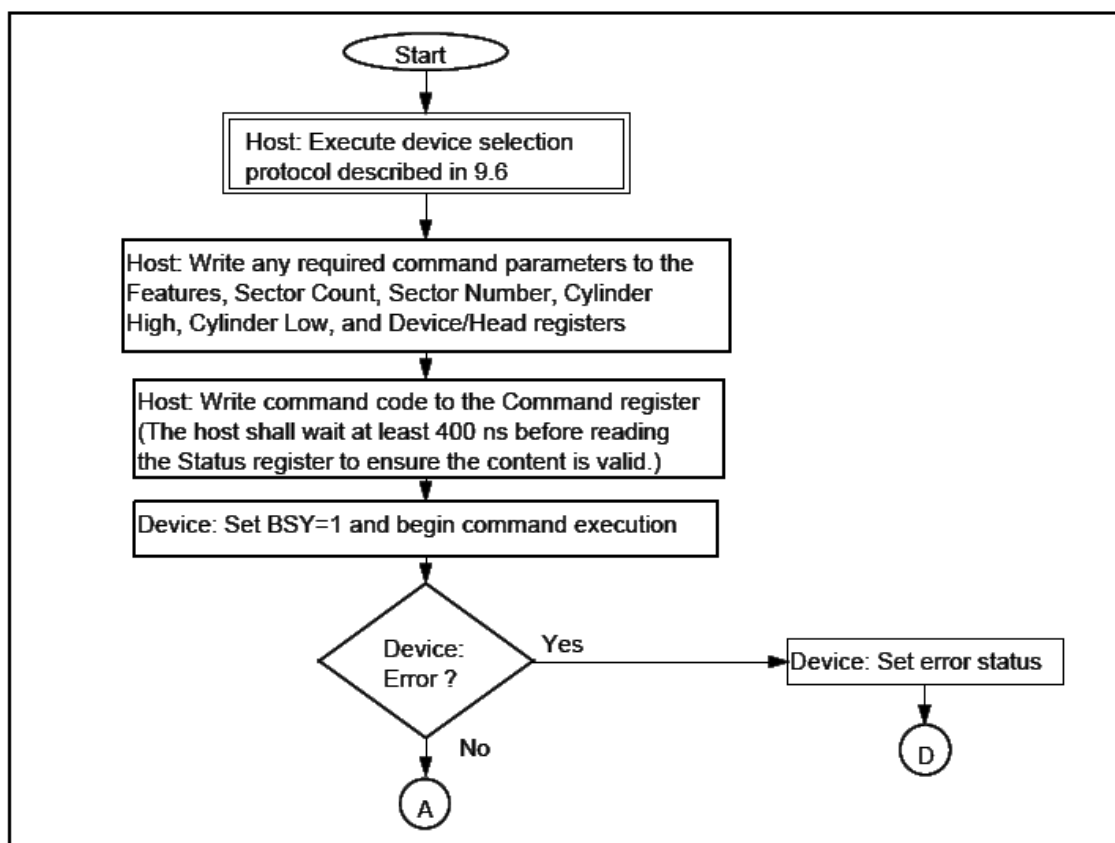 Start
Host: Execute device selection
protocol described in 9.6
Host: Write any required command parameters to the
Features, Sector Count, Sector Number, Cylinder
High, Cylinder Low, and Device/Head registers
Host: Write command code to the Command register
(The host shall wait at least 400 ns before reading
the Status register to ensure the content is valid.)
Device: Set BSY=1 and begin command execution
Device:
Error ?
Yes
Device: Set error status
No
D
A